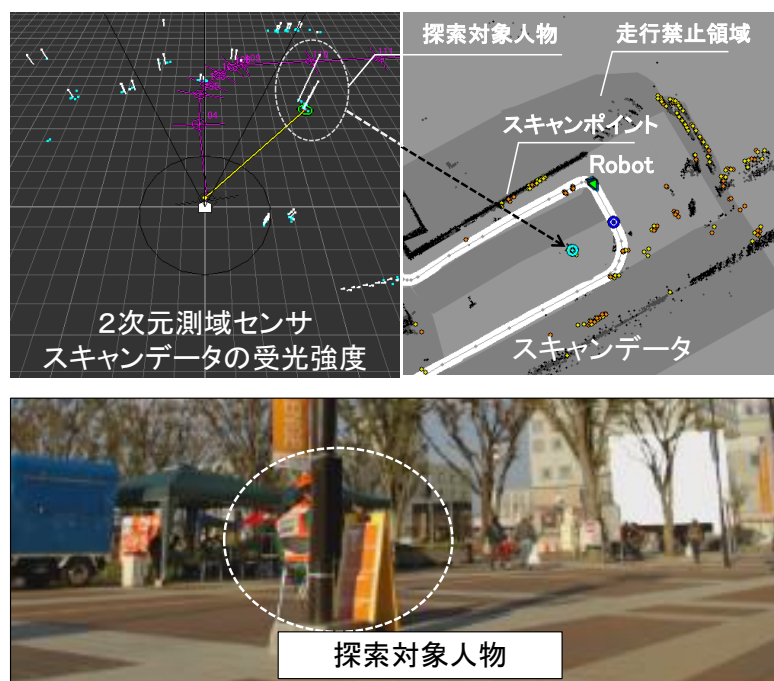 探索対象人物
走行禁止領域
スキャンポイント
Robot
2次元測域センサ
スキャンデータの受光強度
スキャンデータ
探索対象人物